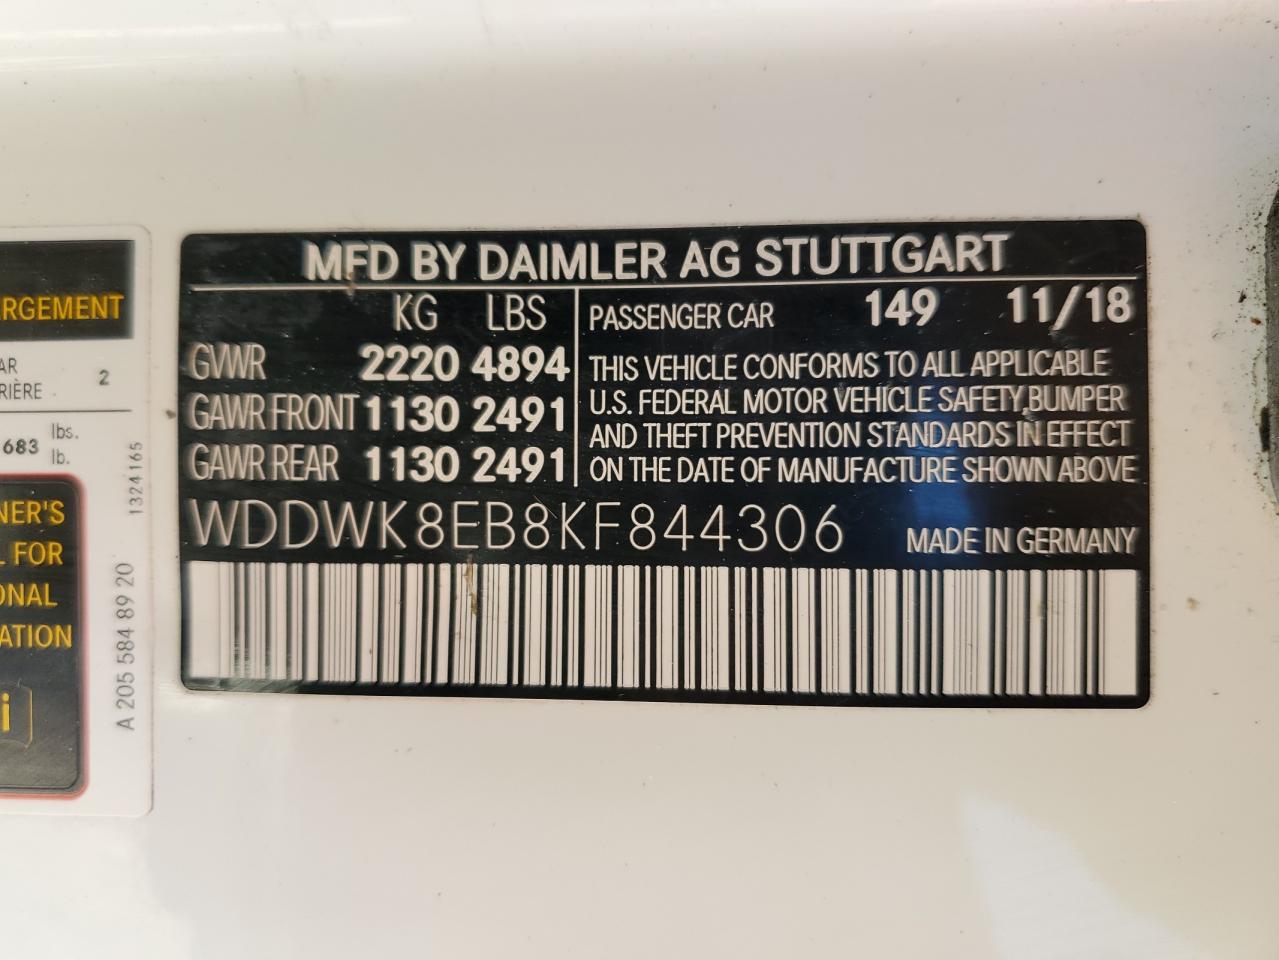 RGEMENT
AR
RIÈRE 2
683 lbs.
lb.
1324165
NER'S
L FOR
ONAL
ATION
i
A 205 584 89 20
MFD BY DAIMLER AG STUTTGART
KG LBS
GVWR 2220 4894
GAWR FRONT 1130 2491
GAWR REAR 1130 2491
PASSENGER CAR 149 11/18
THIS VEHICLE CONFORMS TO ALL APPLICABLE
U.S. FEDERAL MOTOR VEHICLE SAFETY, BUMPER
AND THEFT PREVENTION STANDARDS IN EFFECT
ON THE DATE OF MANUFACTURE SHOWN ABOVE
WDDWK8EB8KF844306 MADE IN GERMANY